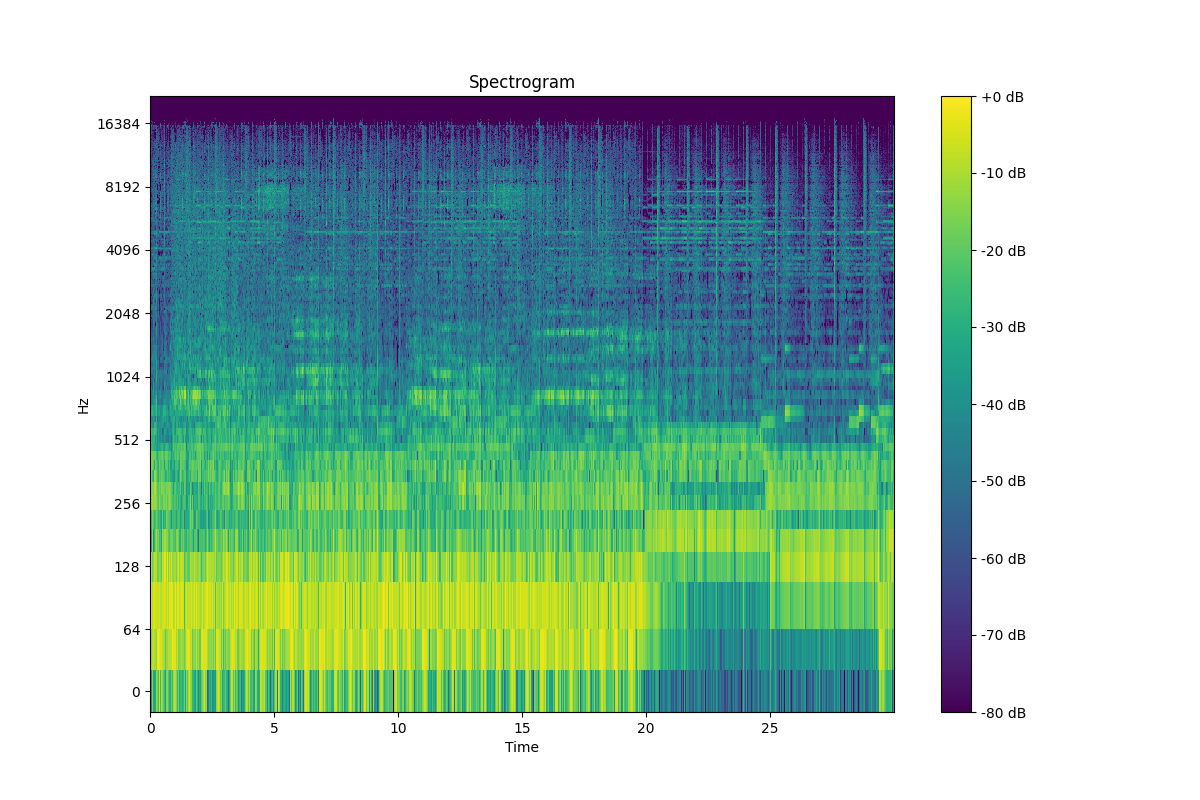 Spectrogram
16384
8192
4096
2048
1024
512
256
128
64
0
Hz
0 5 10 15 20 25
Time
+0 dB
-10 dB
-20 dB
-30 dB
-40 dB
-50 dB
-60 dB
-70 dB
-80 dB